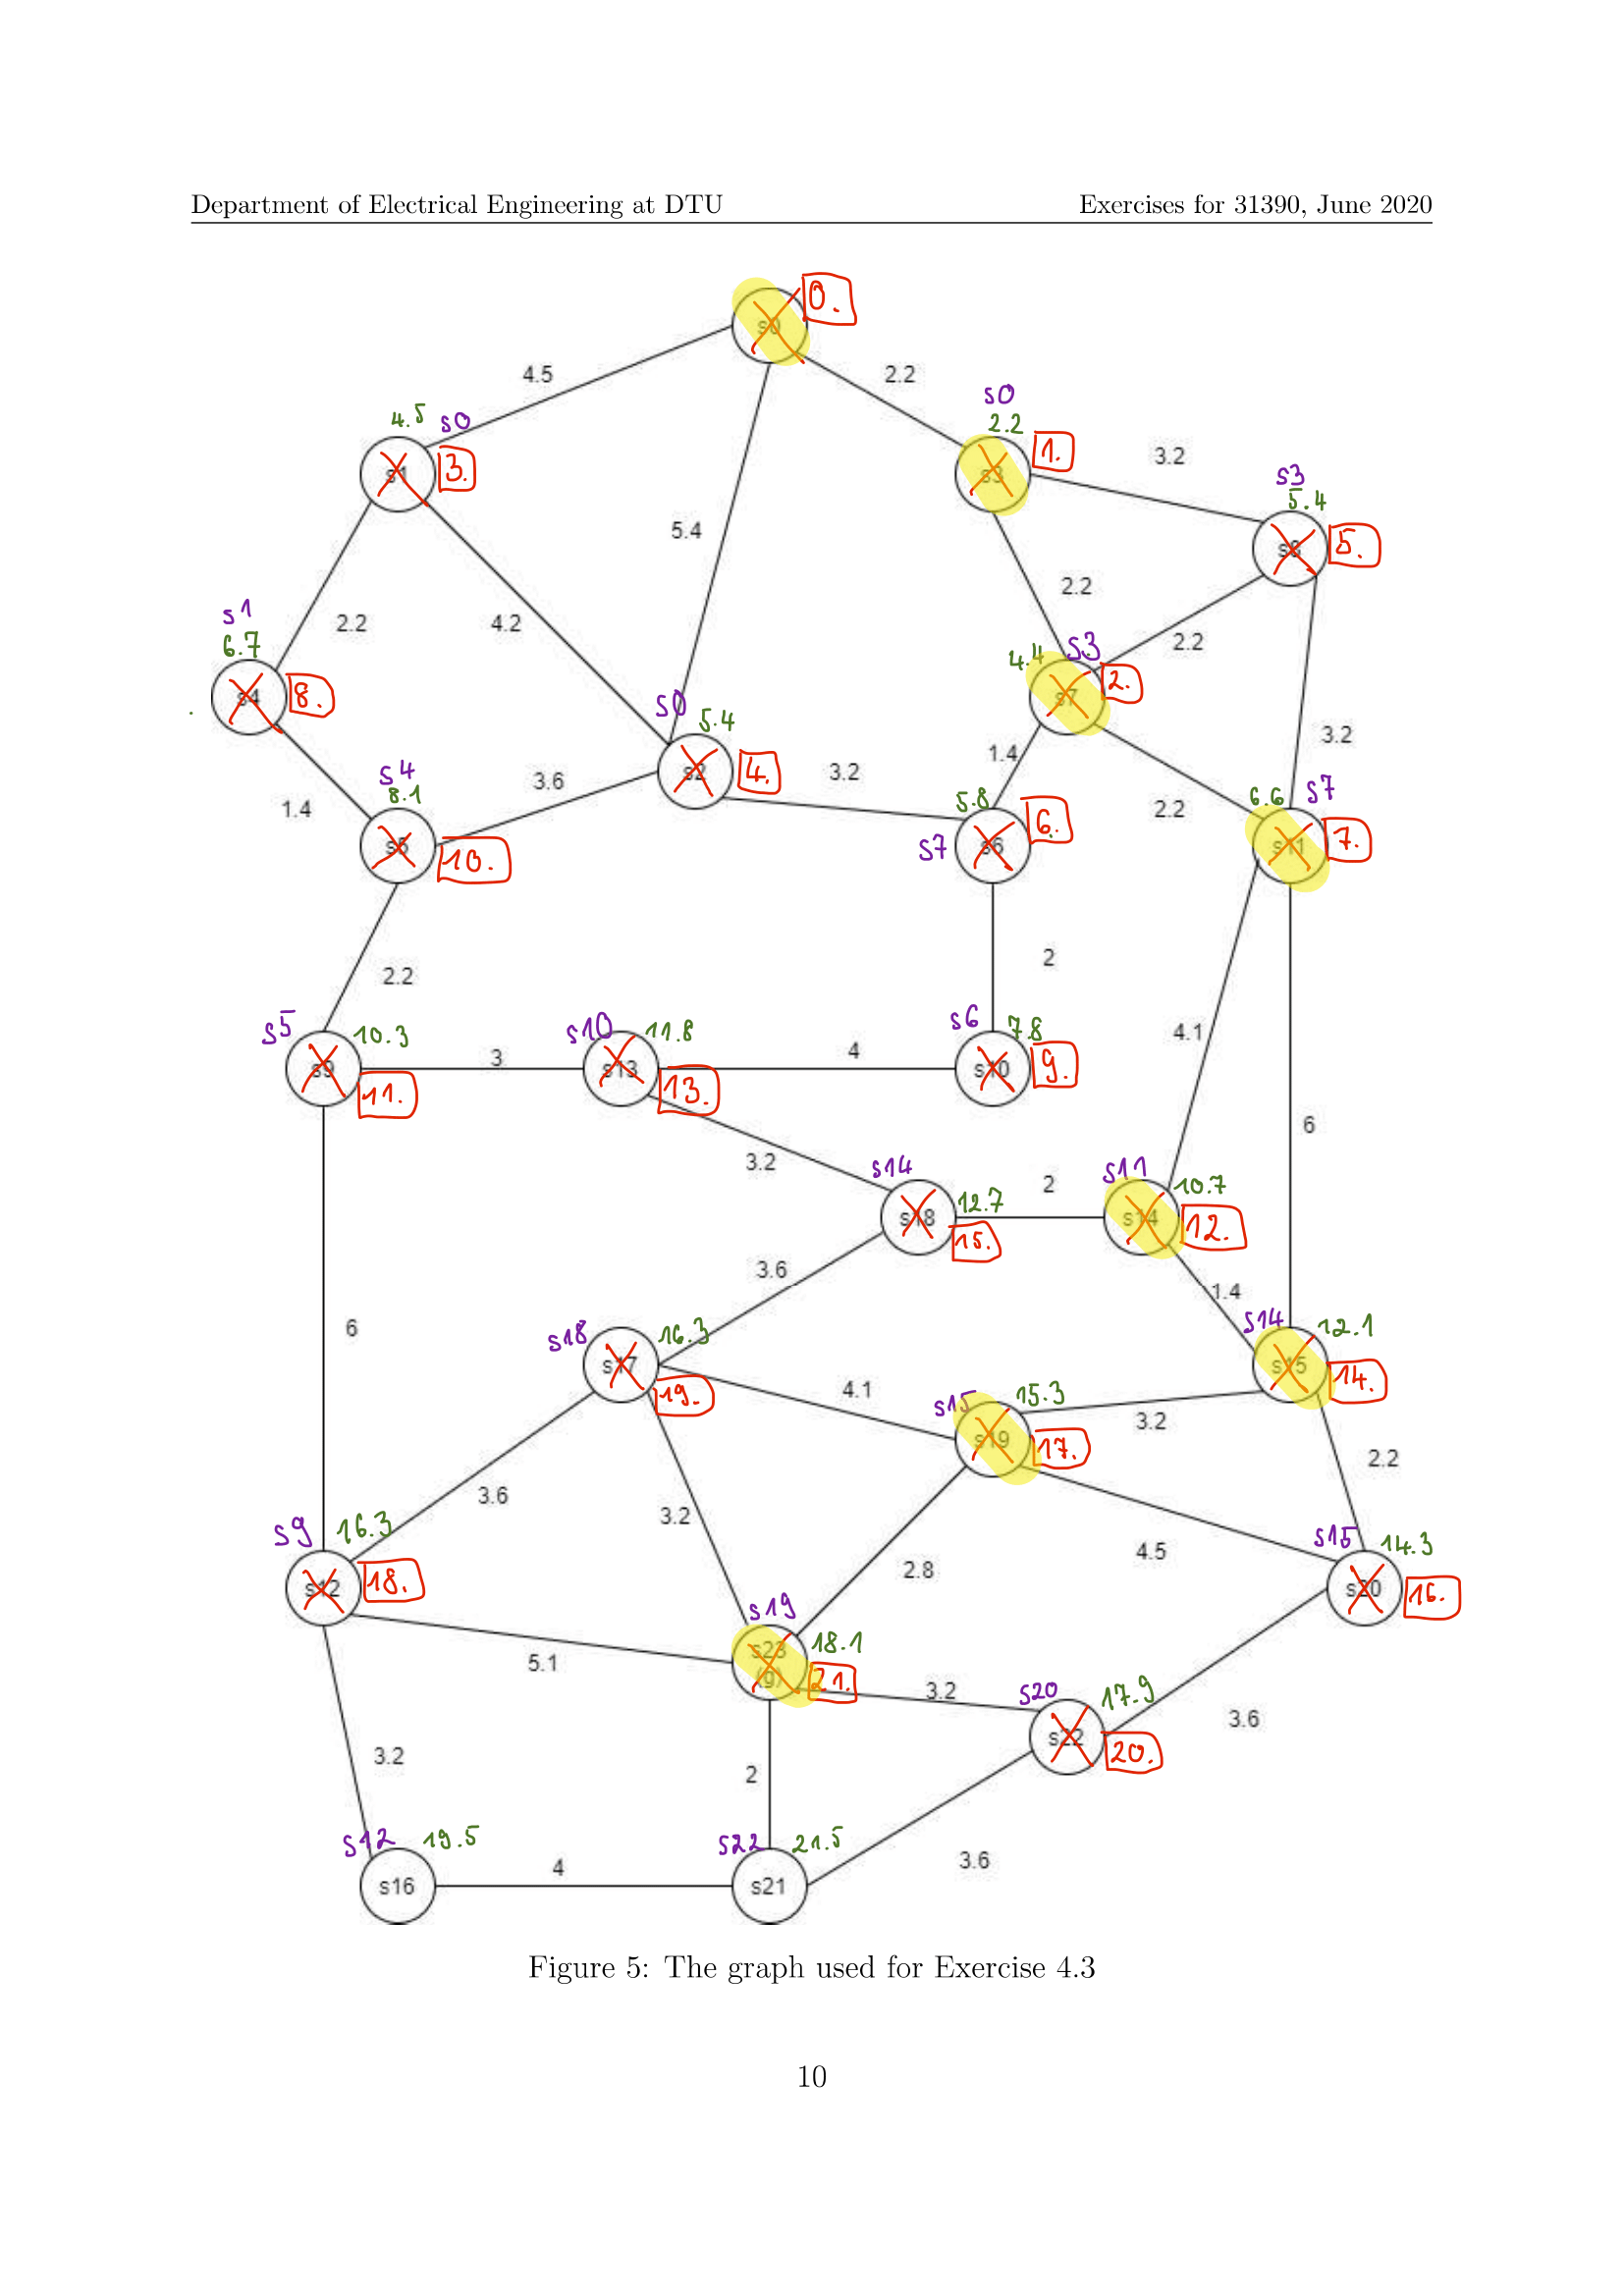 Department of Electrical Engineering at DTU
Exercises for 31390, June 2020
0.
s0
4.5
2.2
s0
4.5 s0
2.2
1.
3.2
s1
3.
s3
s3
5.4
5.4
s8
5.
2.2
s1
2.2
4.2
2.2
6.7
4.4 s3
s4
8.
s7
2.
s0
5.4
3.2
s4
s2
4.
3.2
1.4
8.1
3.6
5.8
6.6 s7
1.4
2.2
s5
s7
s6
6.
s11
7.
10.
2.2
2
s5
10.3
s10
11.8
s6
7.8
4.1
s9
3
s13
4
s10
9.
11.
13.
6
3.2
s14
s11
2
10.7
s18
12.7
s14
12.
15.
3.6
1.4
6
s18
16.3
s14
12.1
s17
s15
14.
19.
4.1
s15
15.3
3.2
s19
17.
2.2
3.6
3.2
s9
16.3
s15
14.3
4.5
2.8
s12
18.
s20
16.
s19
s23
(g)
18.1
21.
5.1
3.2
s20
17.9
3.6
s22
20.
3.2
2
s12
19.5
s22
21.5
4
3.6
s16
s21
Figure 5: The graph used for Exercise 4.3
10